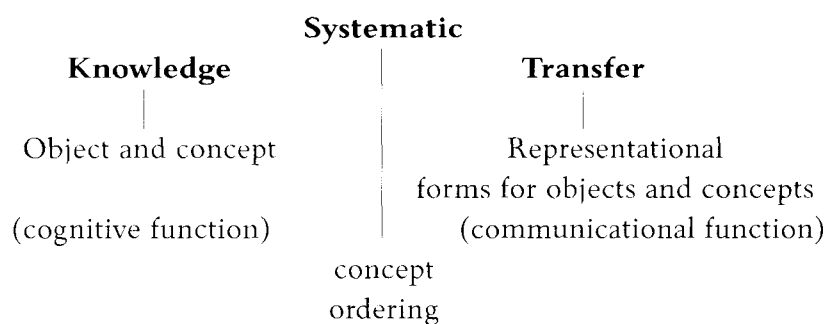 Systematic
Knowledge Transfer
Object and concept Representational
forms for objects and concepts
(cognitive function) (communicational function)
concept
ordering